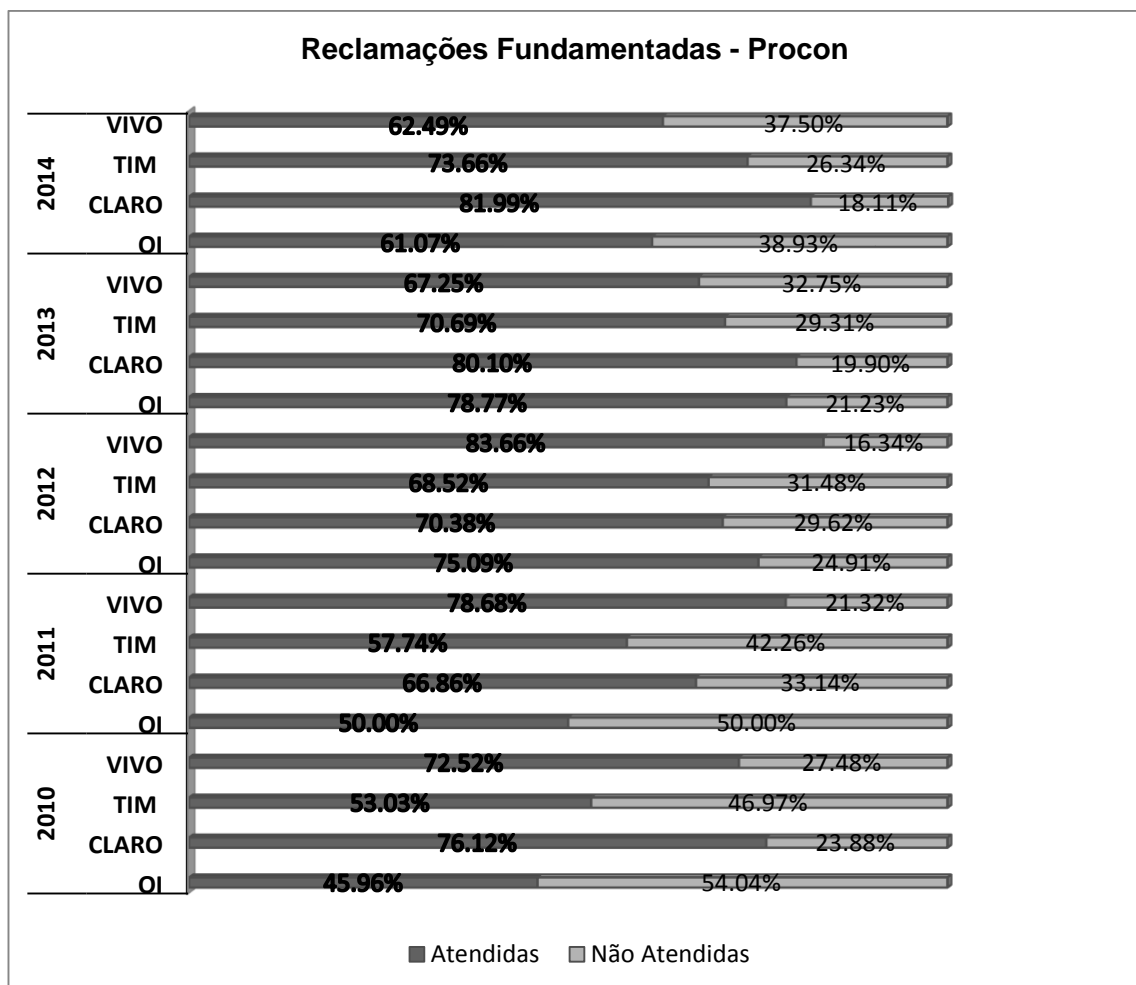 Reclamações Fundamentadas - Procon
2014
VIVO 62.49% 37.50%
TIM 73.66% 26.34%
CLARO 81.99% 18.11%
OI 61.07% 38.93%
2013
VIVO 67.25% 32.75%
TIM 70.69% 29.31%
CLARO 80.10% 19.90%
OI 78.77% 21.23%
2012
VIVO 83.66% 16.34%
TIM 68.52% 31.48%
CLARO 70.38% 29.62%
OI 75.09% 24.91%
2011
VIVO 78.68% 21.32%
TIM 57.74% 42.26%
CLARO 66.86% 33.14%
OI 50.00% 50.00%
2010
VIVO 72.52% 27.48%
TIM 53.03% 46.97%
CLARO 76.12% 23.88%
OI 45.96% 54.04%
Atendidas Não Atendidas